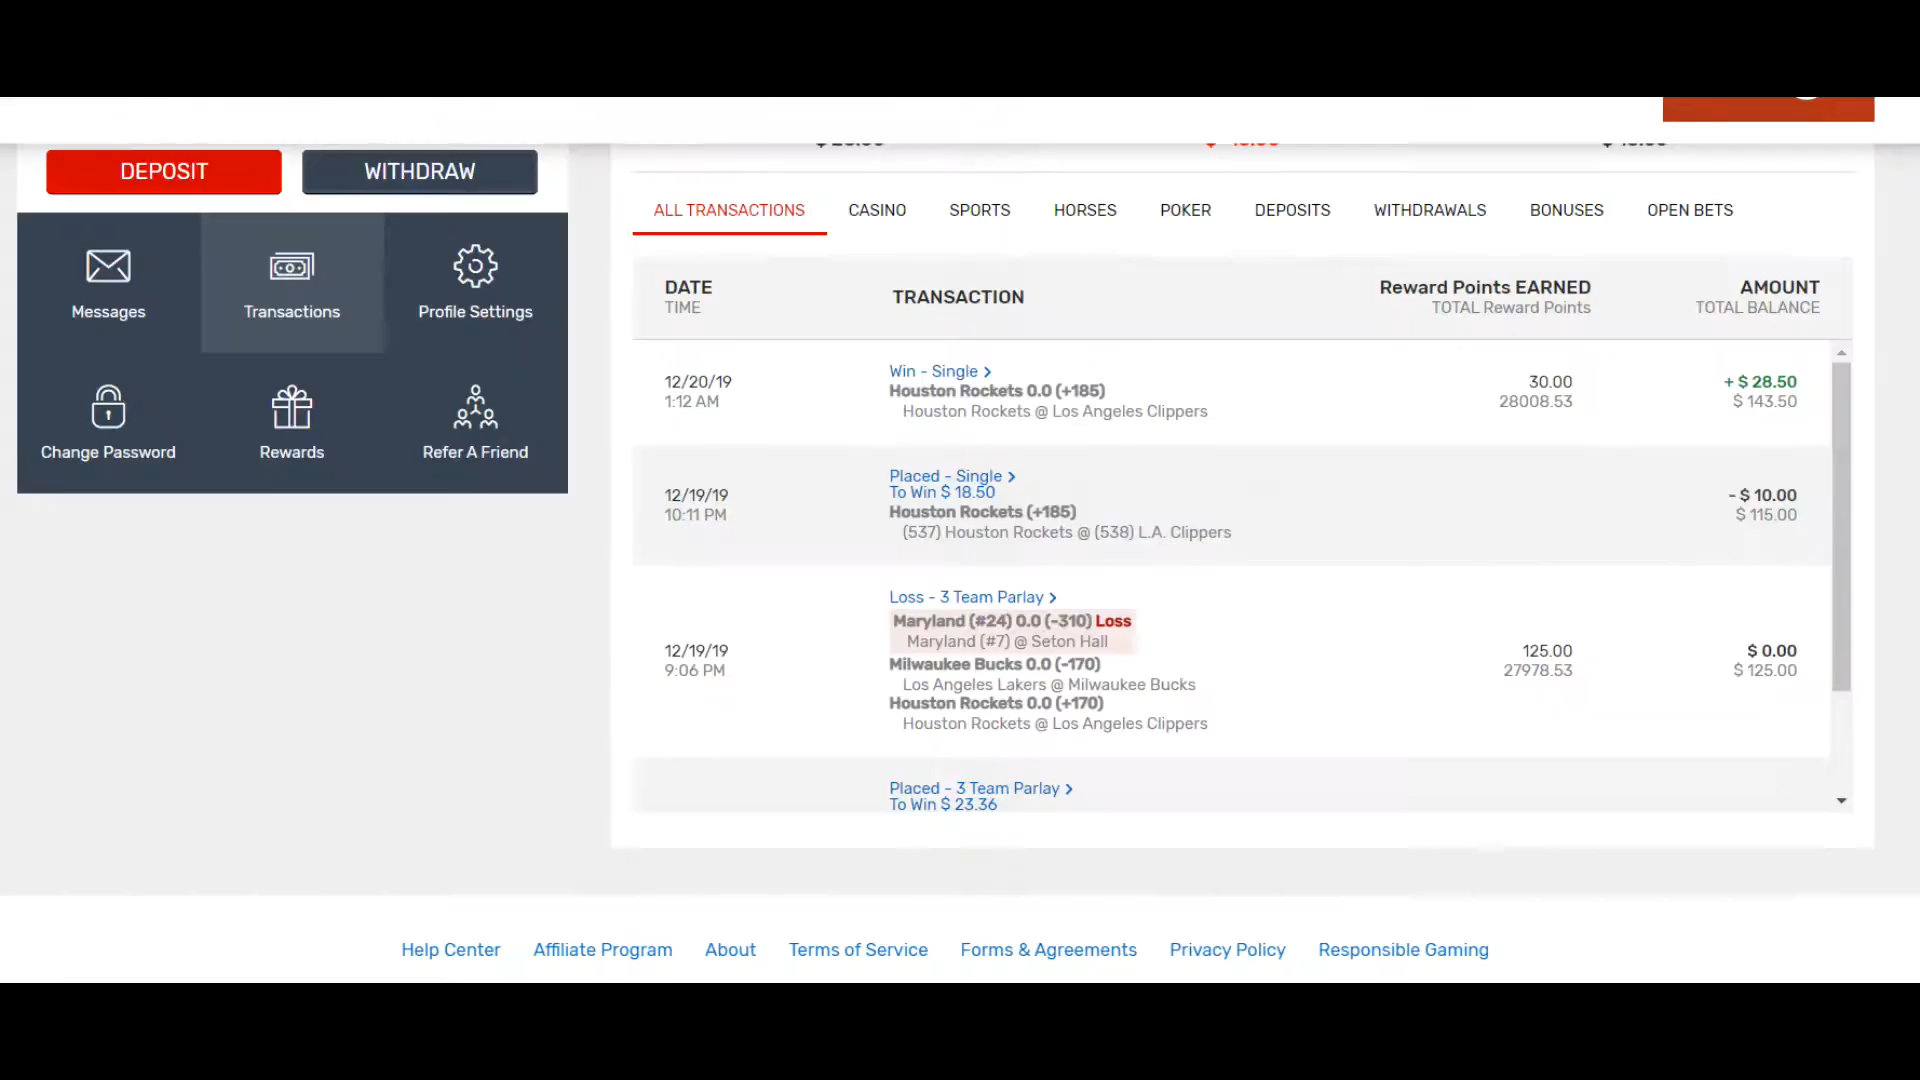 DEPOSIT
WITHDRAW
Messages
Transactions
Profile Settings
Change Password
Rewards
Refer A Friend
ALL TRANSACTIONS CASINO SPORTS HORSES POKER DEPOSITS WITHDRAWALS BONUSES OPEN BETS
DATE
TIME
TRANSACTION
Reward Points EARNED
TOTAL Reward Points
AMOUNT
TOTAL BALANCE
12/20/19
1:12 AM
Win - Single >
Houston Rockets 0.0 (+185)
Houston Rockets @ Los Angeles Clippers
30.00
28008.53
+ $ 28.50
$ 143.50
12/19/19
10:11 PM
Placed - Single >
To Win $ 18.50
Houston Rockets (+185)
(537) Houston Rockets @ (538) L.A. Clippers
- $ 10.00
$ 115.00
12/19/19
9:06 PM
Loss - 3 Team Parlay >
Maryland (#24) 0.0 (-310) Loss
Maryland (#7) @ Seton Hall
Milwaukee Bucks 0.0 (-170)
Los Angeles Lakers @ Milwaukee Bucks
Houston Rockets 0.0 (+170)
Houston Rockets @ Los Angeles Clippers
125.00
27978.53
$ 0.00
$ 125.00
Placed - 3 Team Parlay >
To Win $ 23.36
Help Center Affiliate Program About Terms of Service Forms & Agreements Privacy Policy Responsible Gaming